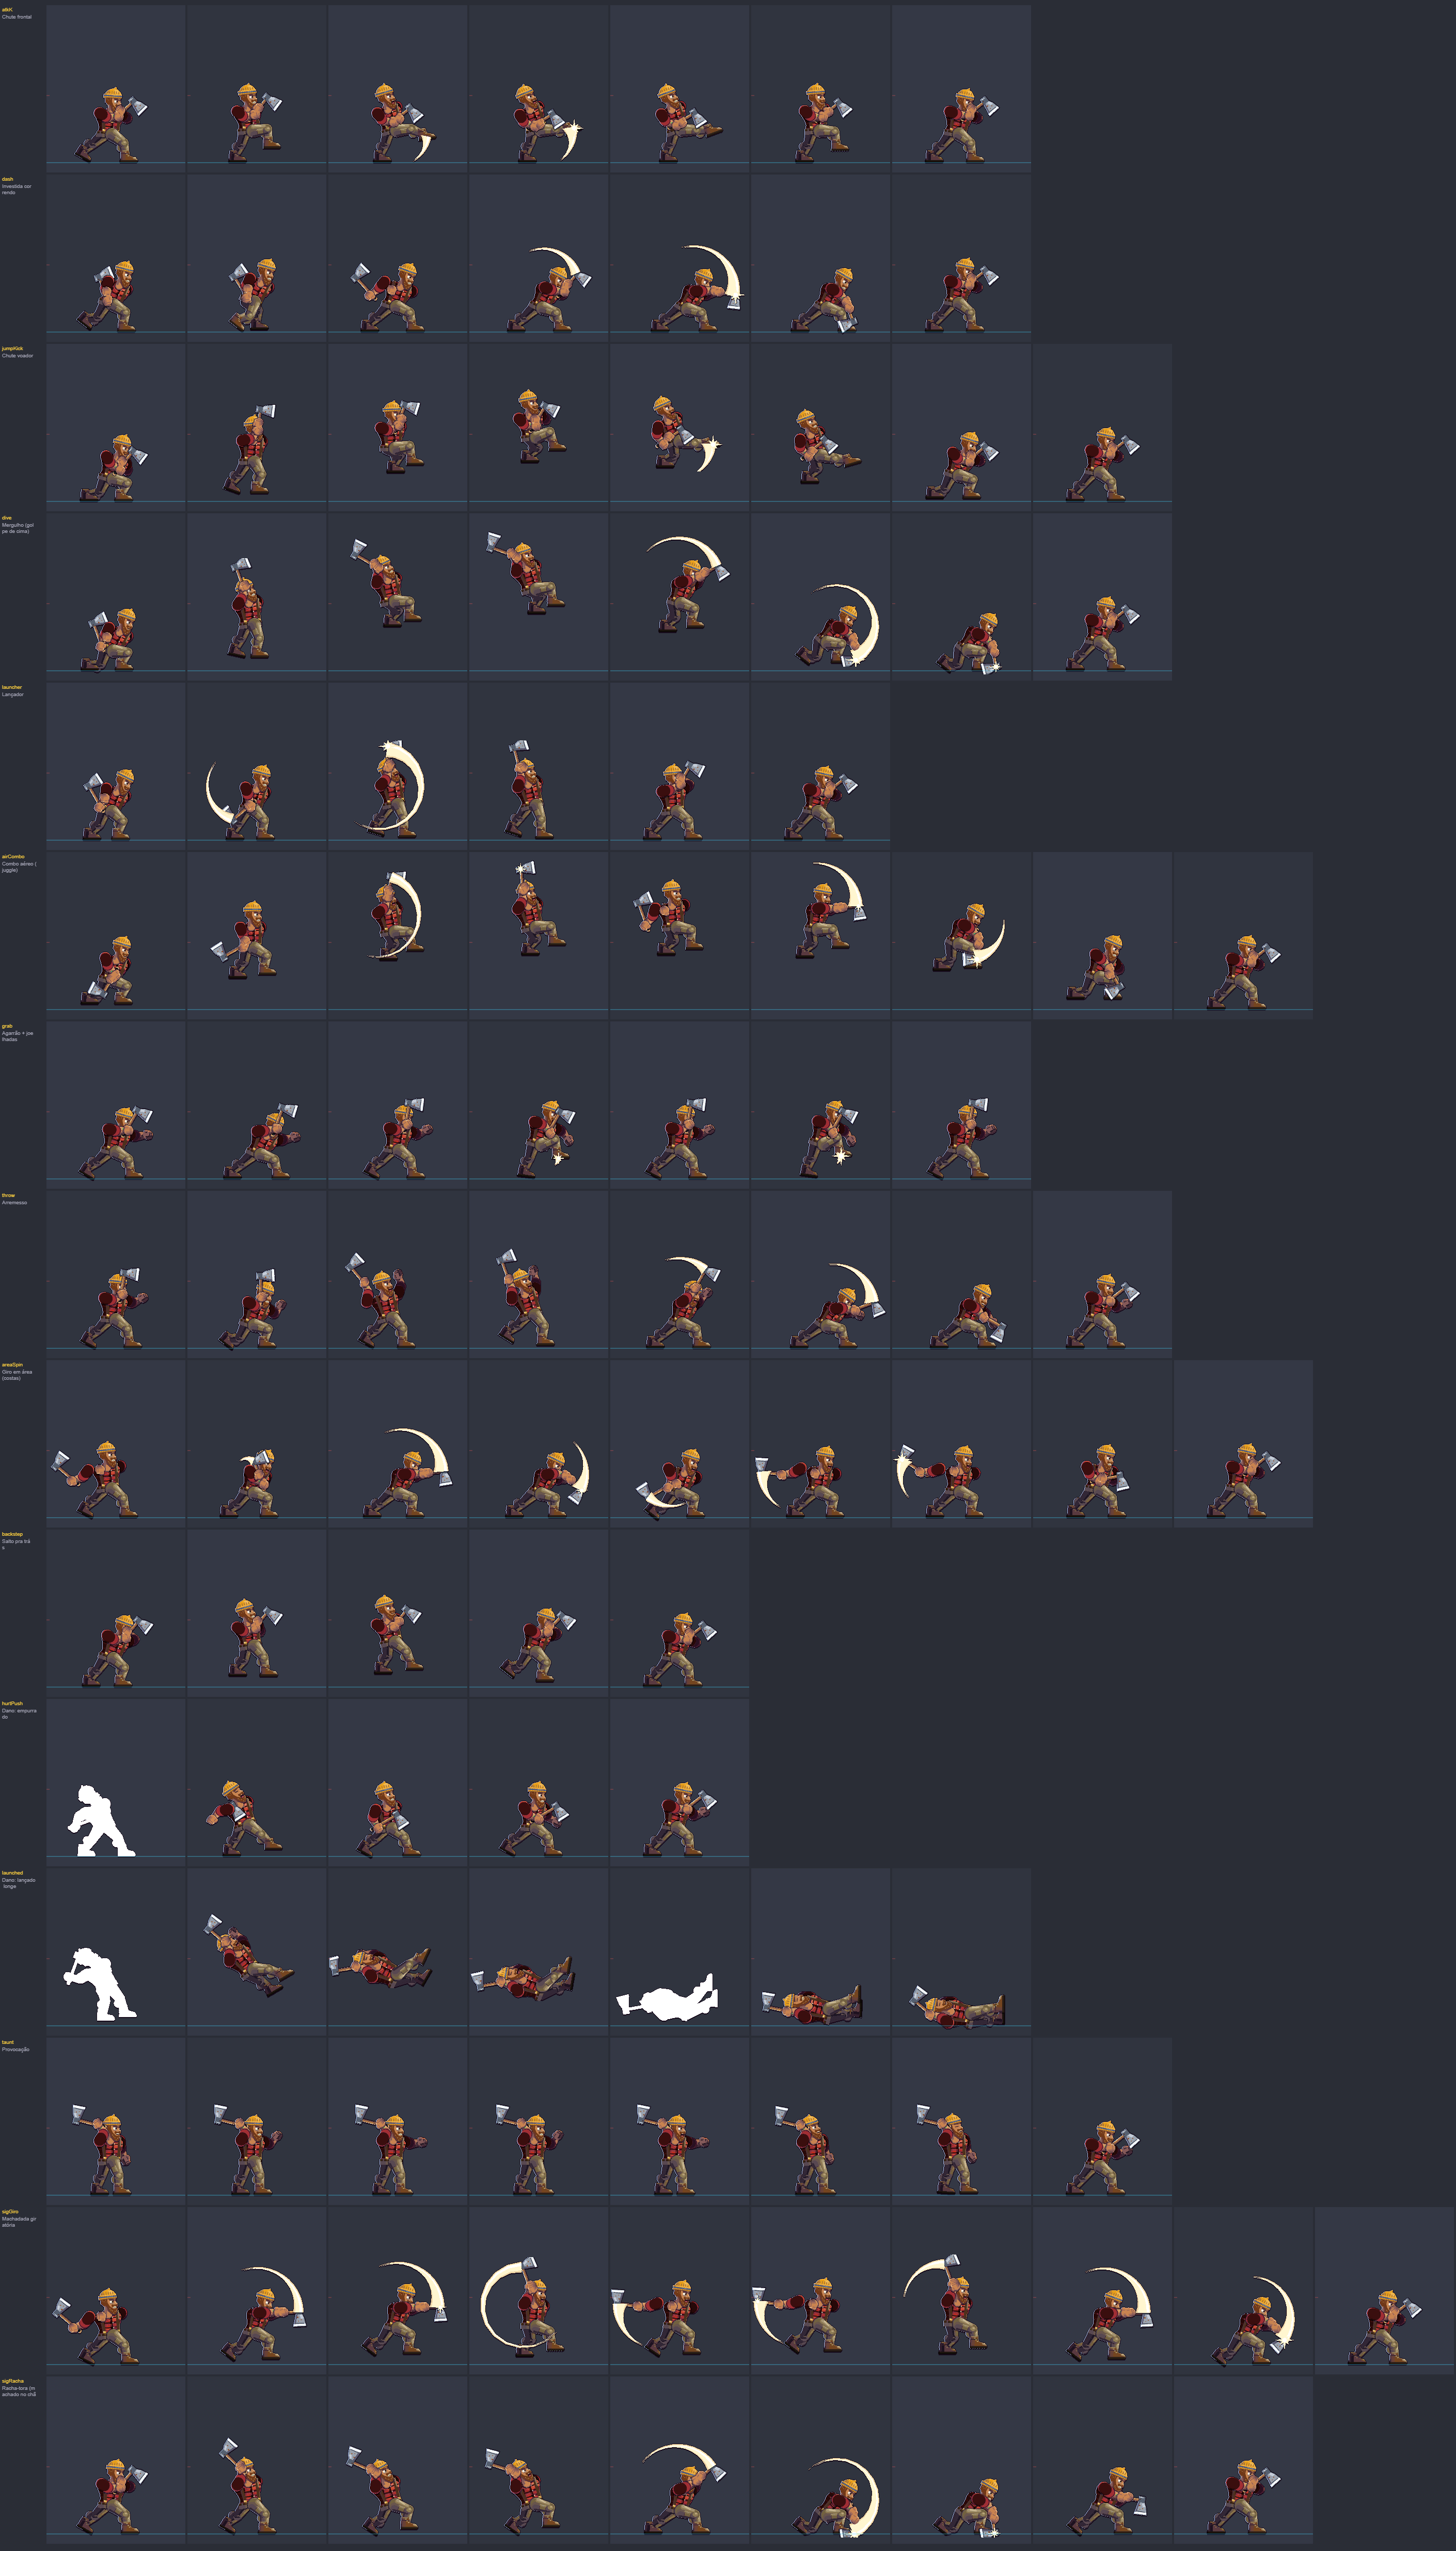 atkK
Chute frontal
dash
Investida cor
rendo
jumpKick
Chute voador
dive
Mergulho (gol
pe de cima)
launcher
Lançador
airCombo
Combo aéreo (
juggle)
grab
Agarrão + joe
lhadas
throw
Arremesso
areaSpin
Giro em área
(costas)
backstep
Salto pra trá
s
hurtPush
Dano: empurra
do
launched
Dano: lançado
longe
taunt
Provocação
sigGiro
Machadada gir
atória
sigRacha
Racha-tora (m
achado no chã